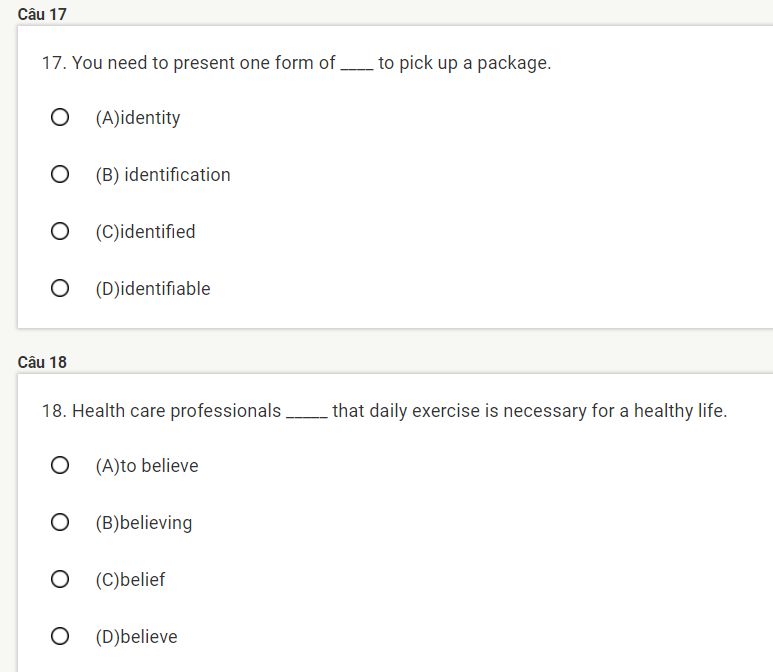 Câu 17
17. You need to present one form of ____ to pick up a package.
(A)identity
(B) identification
(C)identified
(D)identifiable
Câu 18
18. Health care professionals _____ that daily exercise is necessary for a healthy life.
(A)to believe
(B)believing
(C)belief
(D)believe